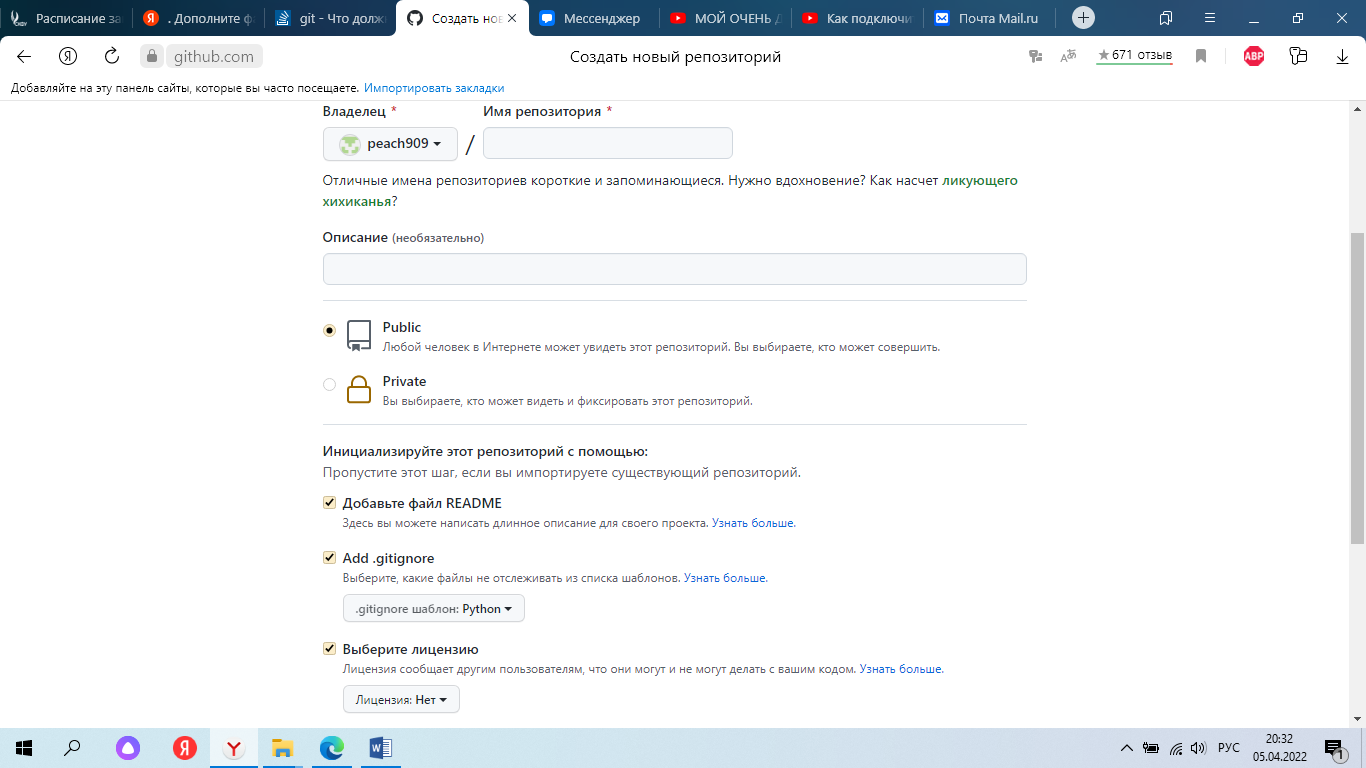 Расписание за
Я . Дополните фа
git - Что долж
Создать нов
Мессенджер
МОЙ ОЧЕНЬ Д
Как подключит
Почта Mail.ru
Я
github.com
Создать новый репозиторий
671 отзыв
ABP
Добавляйте на эту панель сайты, которые вы часто посещаете. Импортировать закладки
Владелец * Имя репозитория *
peach909 /
Отличные имена репозиториев короткие и запоминающиеся. Нужно вдохновение? Как насчет ликующего
хихиканья?
Описание (необязательно)
Public
Любой человек в Интернете может увидеть этот репозиторий. Вы выбираете, кто может совершить.
Private
Вы выбираете, кто может видеть и фиксировать этот репозиторий.
Инициализируйте этот репозиторий с помощью:
Пропустите этот шаг, если вы импортируете существующий репозиторий.
Добавьте файл README
Здесь вы можете написать длинное описание для своего проекта. Узнать больше.
Add .gitignore
Выберите, какие файлы не отслеживать из списка шаблонов. Узнать больше.
.gitignore шаблон: Python
Выберите лицензию
Лицензия сообщает другим пользователям, что они могут и не могут делать с вашим кодом. Узнать больше.
Лицензия: Нет
Я
Y
W
РУС
20:32
05.04.2022
1